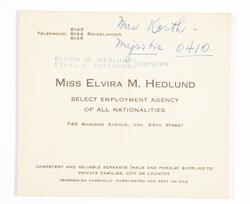 8143
TELEPHONE: 8144 RHINELANDER
8145
Mrs Korth -
Majestic 0410.
ELVIRA M. HEDLUND
ETHEL A. PETERSON
OWNERS
MISS ELVIRA M. HEDLUND
SELECT EMPLOYMENT AGENCY
OF ALL NATIONALITIES
740 MADISON AVENUE, COR. 64TH STREET
COMPETENT AND RELIABLE SERVANTS (MALE AND FEMALE) SUPPLIED TO
PRIVATE FAMILIES, CITY OR COUNTRY
REFERENCES CAREFULLY INVESTIGATED AND KEPT ON FILE